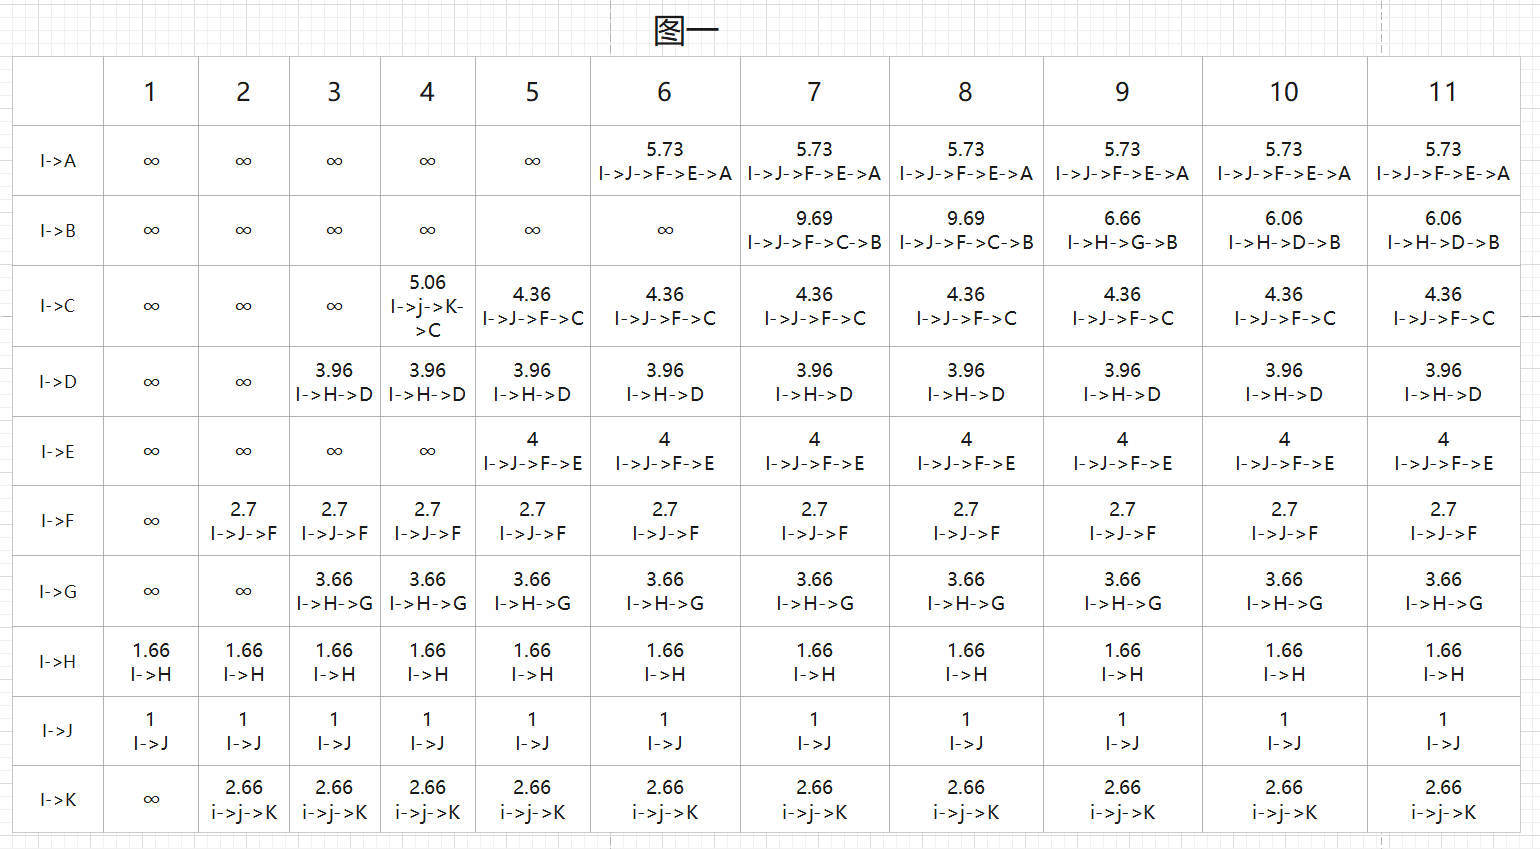 图一
1 2 3 4 5 6 7 8 9 10 11
I->A ∞ ∞ ∞ ∞ ∞ 5.73 5.73 5.73 5.73 5.73 5.73
I->J->F->E->A I->J->F->E->A I->J->F->E->A I->J->F->E->A I->J->F->E->A I->J->F->E->A
I->B ∞ ∞ ∞ ∞ ∞ ∞ 9.69 9.69 6.66 6.06 6.06
I->J->F->C->B I->J->F->C->B I->H->G->B I->H->D->B I->H->D->B
I->C ∞ ∞ ∞ 5.06 4.36 4.36 4.36 4.36 4.36 4.36 4.36
I->j->K- I->J->F->C I->J->F->C I->J->F->C I->J->F->C I->J->F->C I->J->F->C I->J->F->C
>C
I->D ∞ ∞ 3.96 3.96 3.96 3.96 3.96 3.96 3.96 3.96 3.96
I->H->D I->H->D I->H->D I->H->D I->H->D I->H->D I->H->D I->H->D I->H->D
I->E ∞ ∞ ∞ ∞ 4 4 4 4 4 4 4
I->J->F->E I->J->F->E I->J->F->E I->J->F->E I->J->F->E I->J->F->E I->J->F->E
I->F ∞ 2.7 2.7 2.7 2.7 2.7 2.7 2.7 2.7 2.7 2.7
I->J->F I->J->F I->J->F I->J->F I->J->F I->J->F I->J->F I->J->F I->J->F I->J->F
I->G ∞ ∞ 3.66 3.66 3.66 3.66 3.66 3.66 3.66 3.66 3.66
I->H->G I->H->G I->H->G I->H->G I->H->G I->H->G I->H->G I->H->G I->H->G
I->H 1.66 1.66 1.66 1.66 1.66 1.66 1.66 1.66 1.66 1.66 1.66
I->H I->H I->H I->H I->H I->H I->H I->H I->H I->H I->H
I->J 1 1 1 1 1 1 1 1 1 1 1
I->J I->J I->J I->J I->J I->J I->J I->J I->J I->J I->J
I->K ∞ 2.66 2.66 2.66 2.66 2.66 2.66 2.66 2.66 2.66 2.66
i->j->K i->j->K i->j->K i->j->K i->j->K i->j->K i->j->K i->j->K i->j->K i->j->K